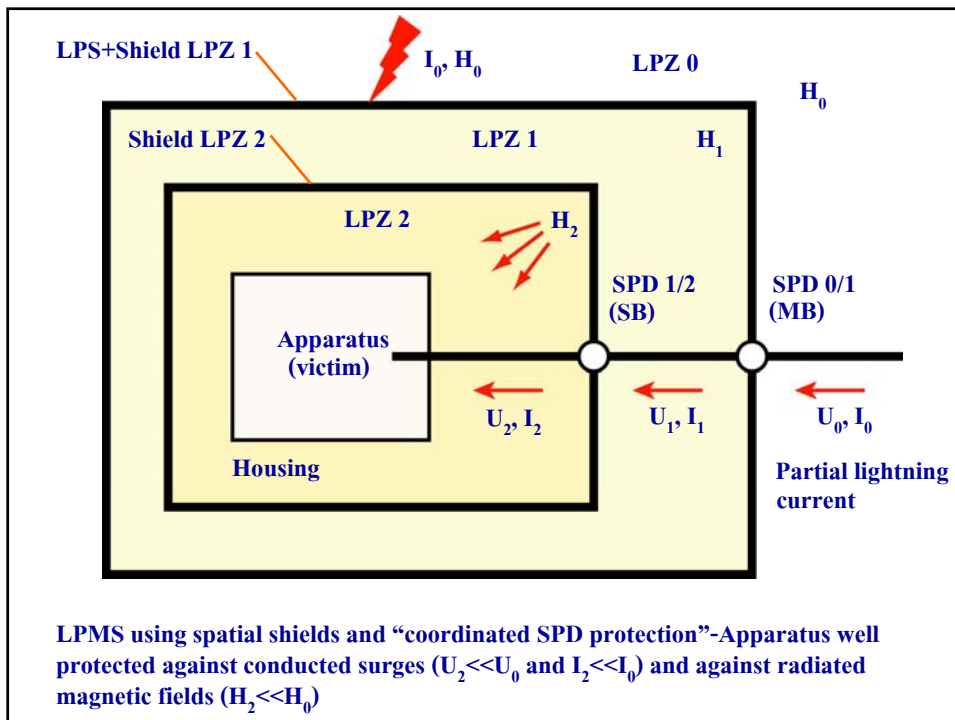 LPS+Shield LPZ 1
I₀, H₀
LPZ 0
H₀
Shield LPZ 2
LPZ 1
H₁
LPZ 2
H₂
SPD 1/2
(SB)
SPD 0/1
(MB)
Apparatus
(victim)
U₂, I₂
U₁, I₁
U₀, I₀
Housing
Partial lightning
current
LPMS using spatial shields and “coordinated SPD protection”-Apparatus well
protected against conducted surges (U₂<<U₀ and I₂<<I₀) and against radiated
magnetic fields (H₂<<H₀)